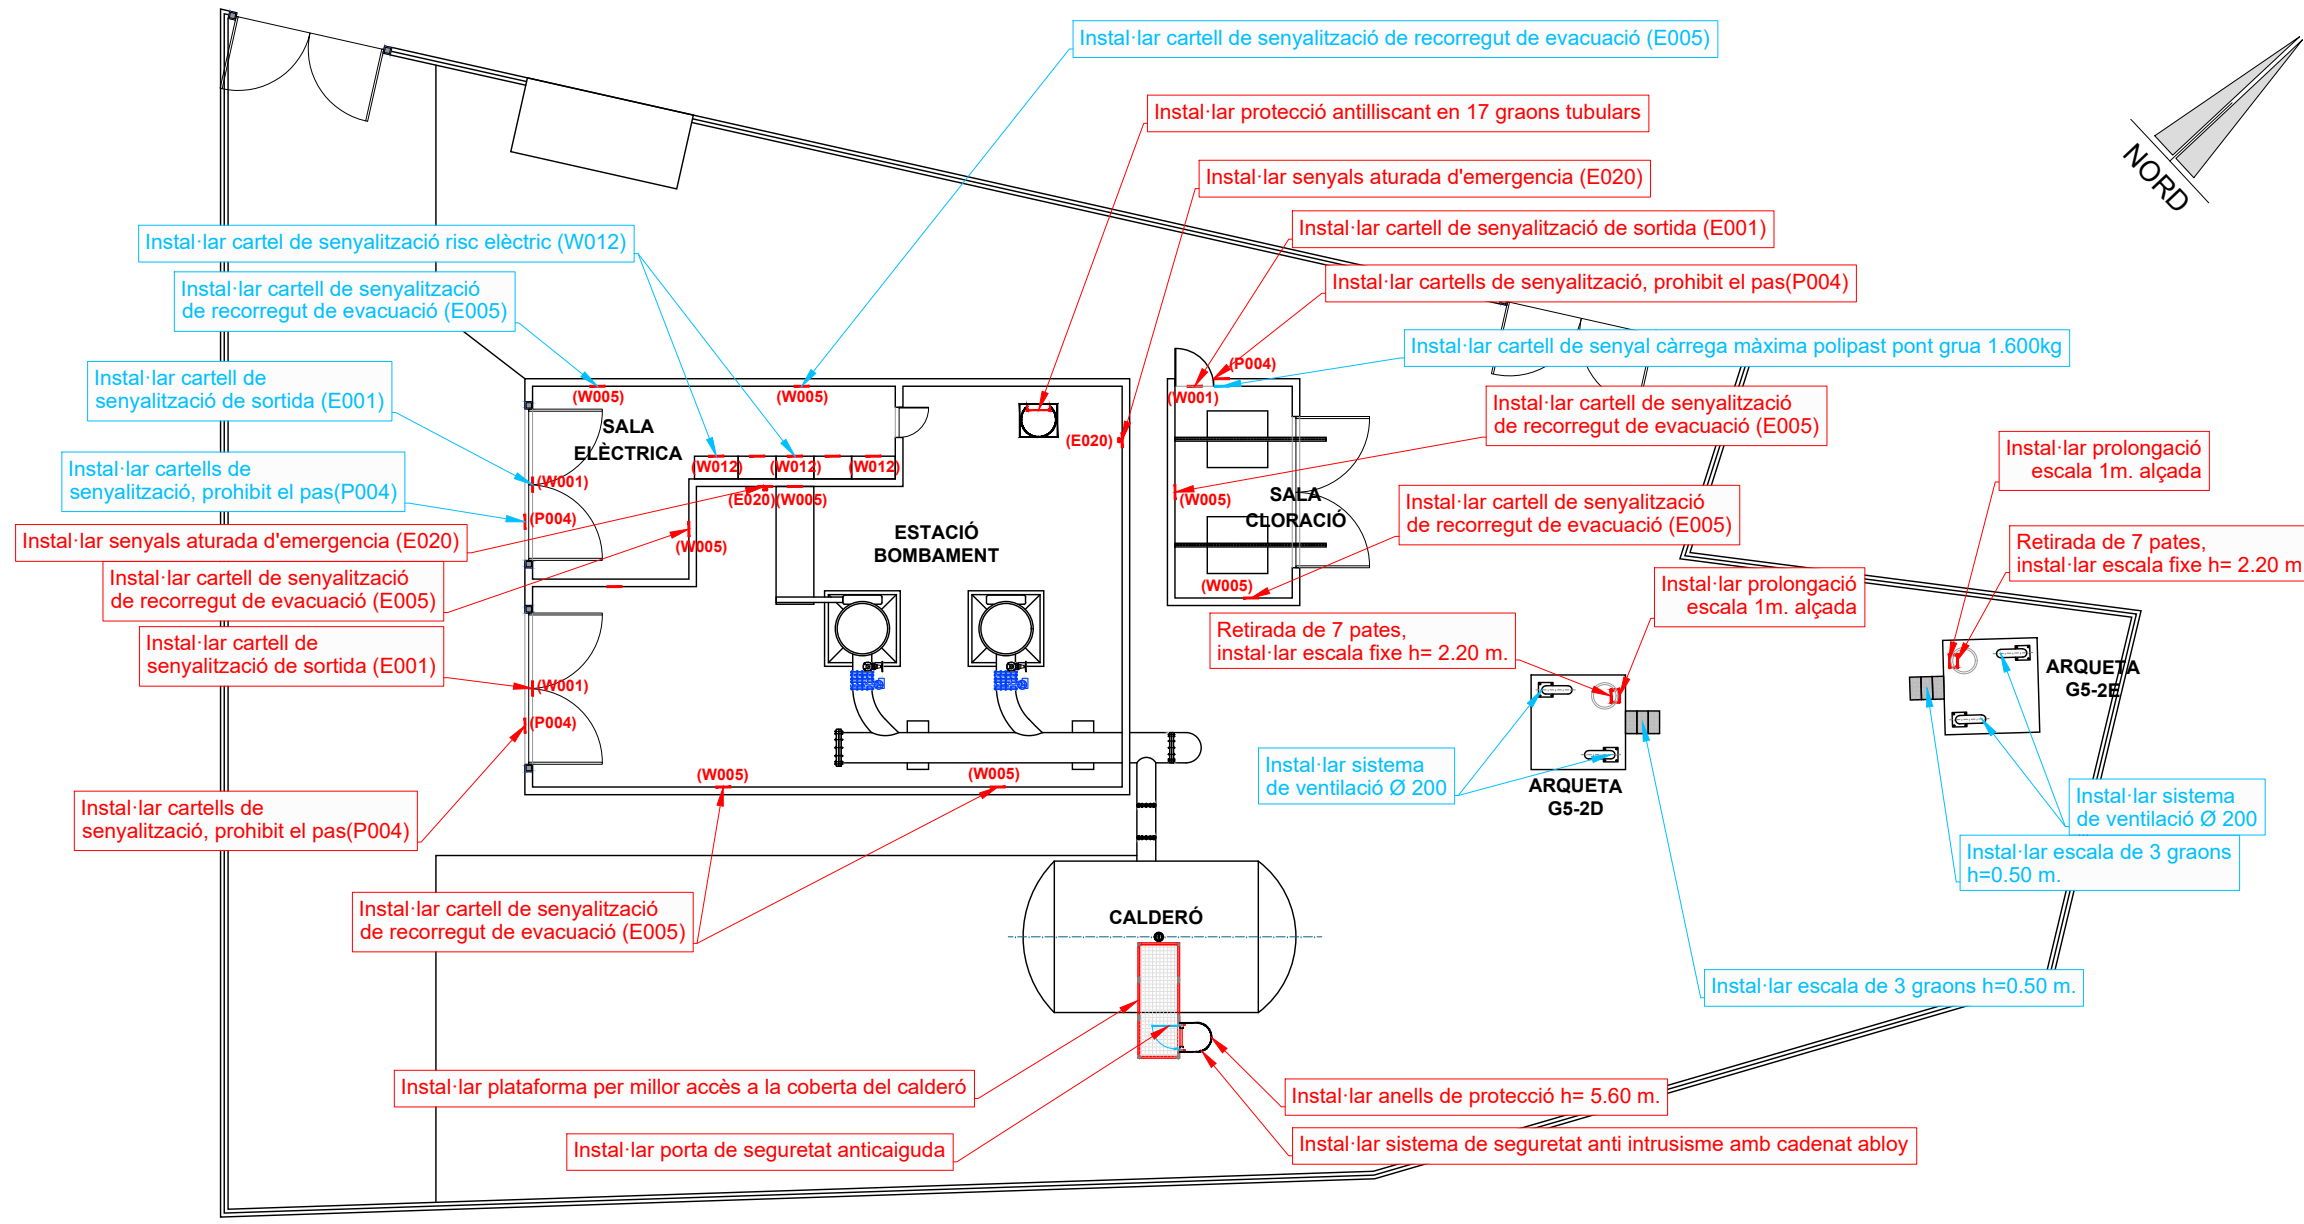 Instal·lar cartell de senyalització de recorregut de evacuació (E005)
Instal·lar protecció antilliscant en 17 graons tubulars
NORD
Instal·lar senyals aturada d'emergencia (E020)
Instal·lar cartell de senyalització de sortida (E001)
Instal·lar cartel de senyalització risc elèctric (W012)
Instal·lar cartells de senyalització, prohibit el pas(P004)
Instal·lar cartell de senyalització
de recorregut de evacuació (E005)
Instal·lar cartell de senyal càrrega màxima polipast pont grua 1.600kg
Instal·lar cartell de
senyalització de sortida (E001)
(P004)
(W005)
(W005)
(W001)
Instal·lar cartell de senyalització
de recorregut de evacuació (E005)
SALA
ELÈCTRICA
(E020)
Instal·lar prolongació
escala 1m. alçada
Instal·lar cartells de
senyalització, prohibit el pas(P004)
(W012)
(W012)
(W012)
(W001)
(E020)
(W005)
(W005)
SALA
CLORACIÓ
Instal·lar cartell de senyalització
de recorregut de evacuació (E005)
(P004)
ESTACIÓ
BOMBAMENT
Instal·lar senyals aturada d'emergencia (E020)
(W005)
Retirada de 7 pates,
instal·lar escala fixe h= 2.20 m
Instal·lar cartell de senyalització
de recorregut de evacuació (E005)
(W005)
Instal·lar prolongació
escala 1m. alçada
Retirada de 7 pates,
instal·lar escala fixe h= 2.20 m.
Instal·lar cartell de
senyalització de sortida (E001)
(W001)
ARQUETA
G5-2E
(P004)
Instal·lar sistema
de ventilació Ø 200
(W005)
(W005)
ARQUETA
G5-2D
Instal·lar cartells de
senyalització, prohibit el pas(P004)
Instal·lar sistema
de ventilació Ø 200
Instal·lar escala de 3 graons
h=0.50 m.
Instal·lar cartell de senyalització
de recorregut de evacuació (E005)
CALDERÓ
Instal·lar escala de 3 graons h=0.50 m.
Instal·lar plataforma per millor accès a la coberta del calderó
Instal·lar anells de protecció h= 5.60 m.
Instal·lar porta de seguretat anticaiguda
Instal·lar sistema de seguretat anti intrusisme amb cadenat abloy